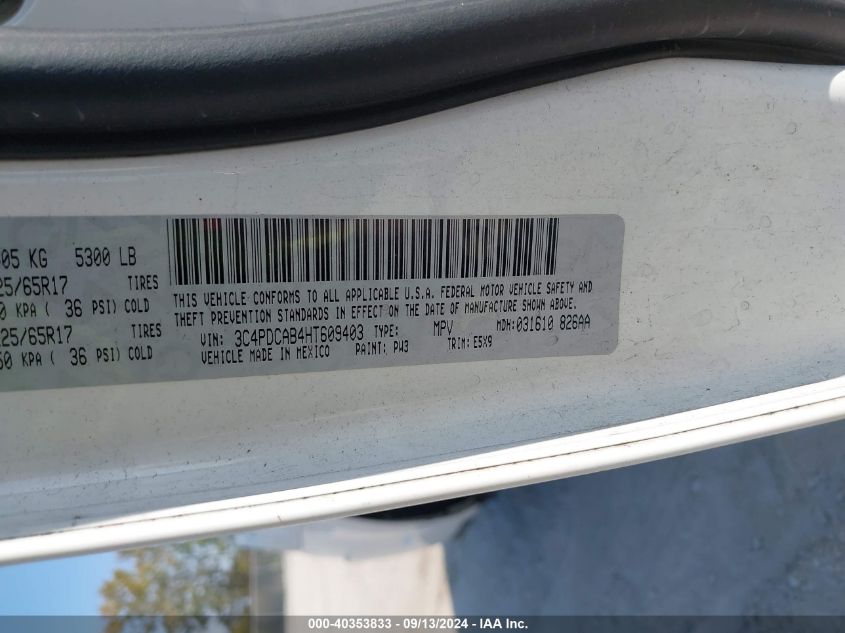 505 KG 5300 LB
25/65R17 TIRES
0 KPA ( 36 PSI) COLD
25/65R17 TIRES
60 KPA ( 36 PSI) COLD
THIS VEHICLE CONFORMS TO ALL APPLICABLE U.S.A. FEDERAL MOTOR VEHICLE SAFETY AND
THEFT PREVENTION STANDARDS IN EFFECT ON THE DATE OF MANUFACTURE SHOWN ABOVE.
VIN: 3C4PDCAB4HT609403 TYPE: MPV MDH: 031610 826AA
VEHICLE MADE IN MEXICO PAINT: PW3 TRIM: E5X9
000-40353833 - 09/13/2024 - IAA Inc.